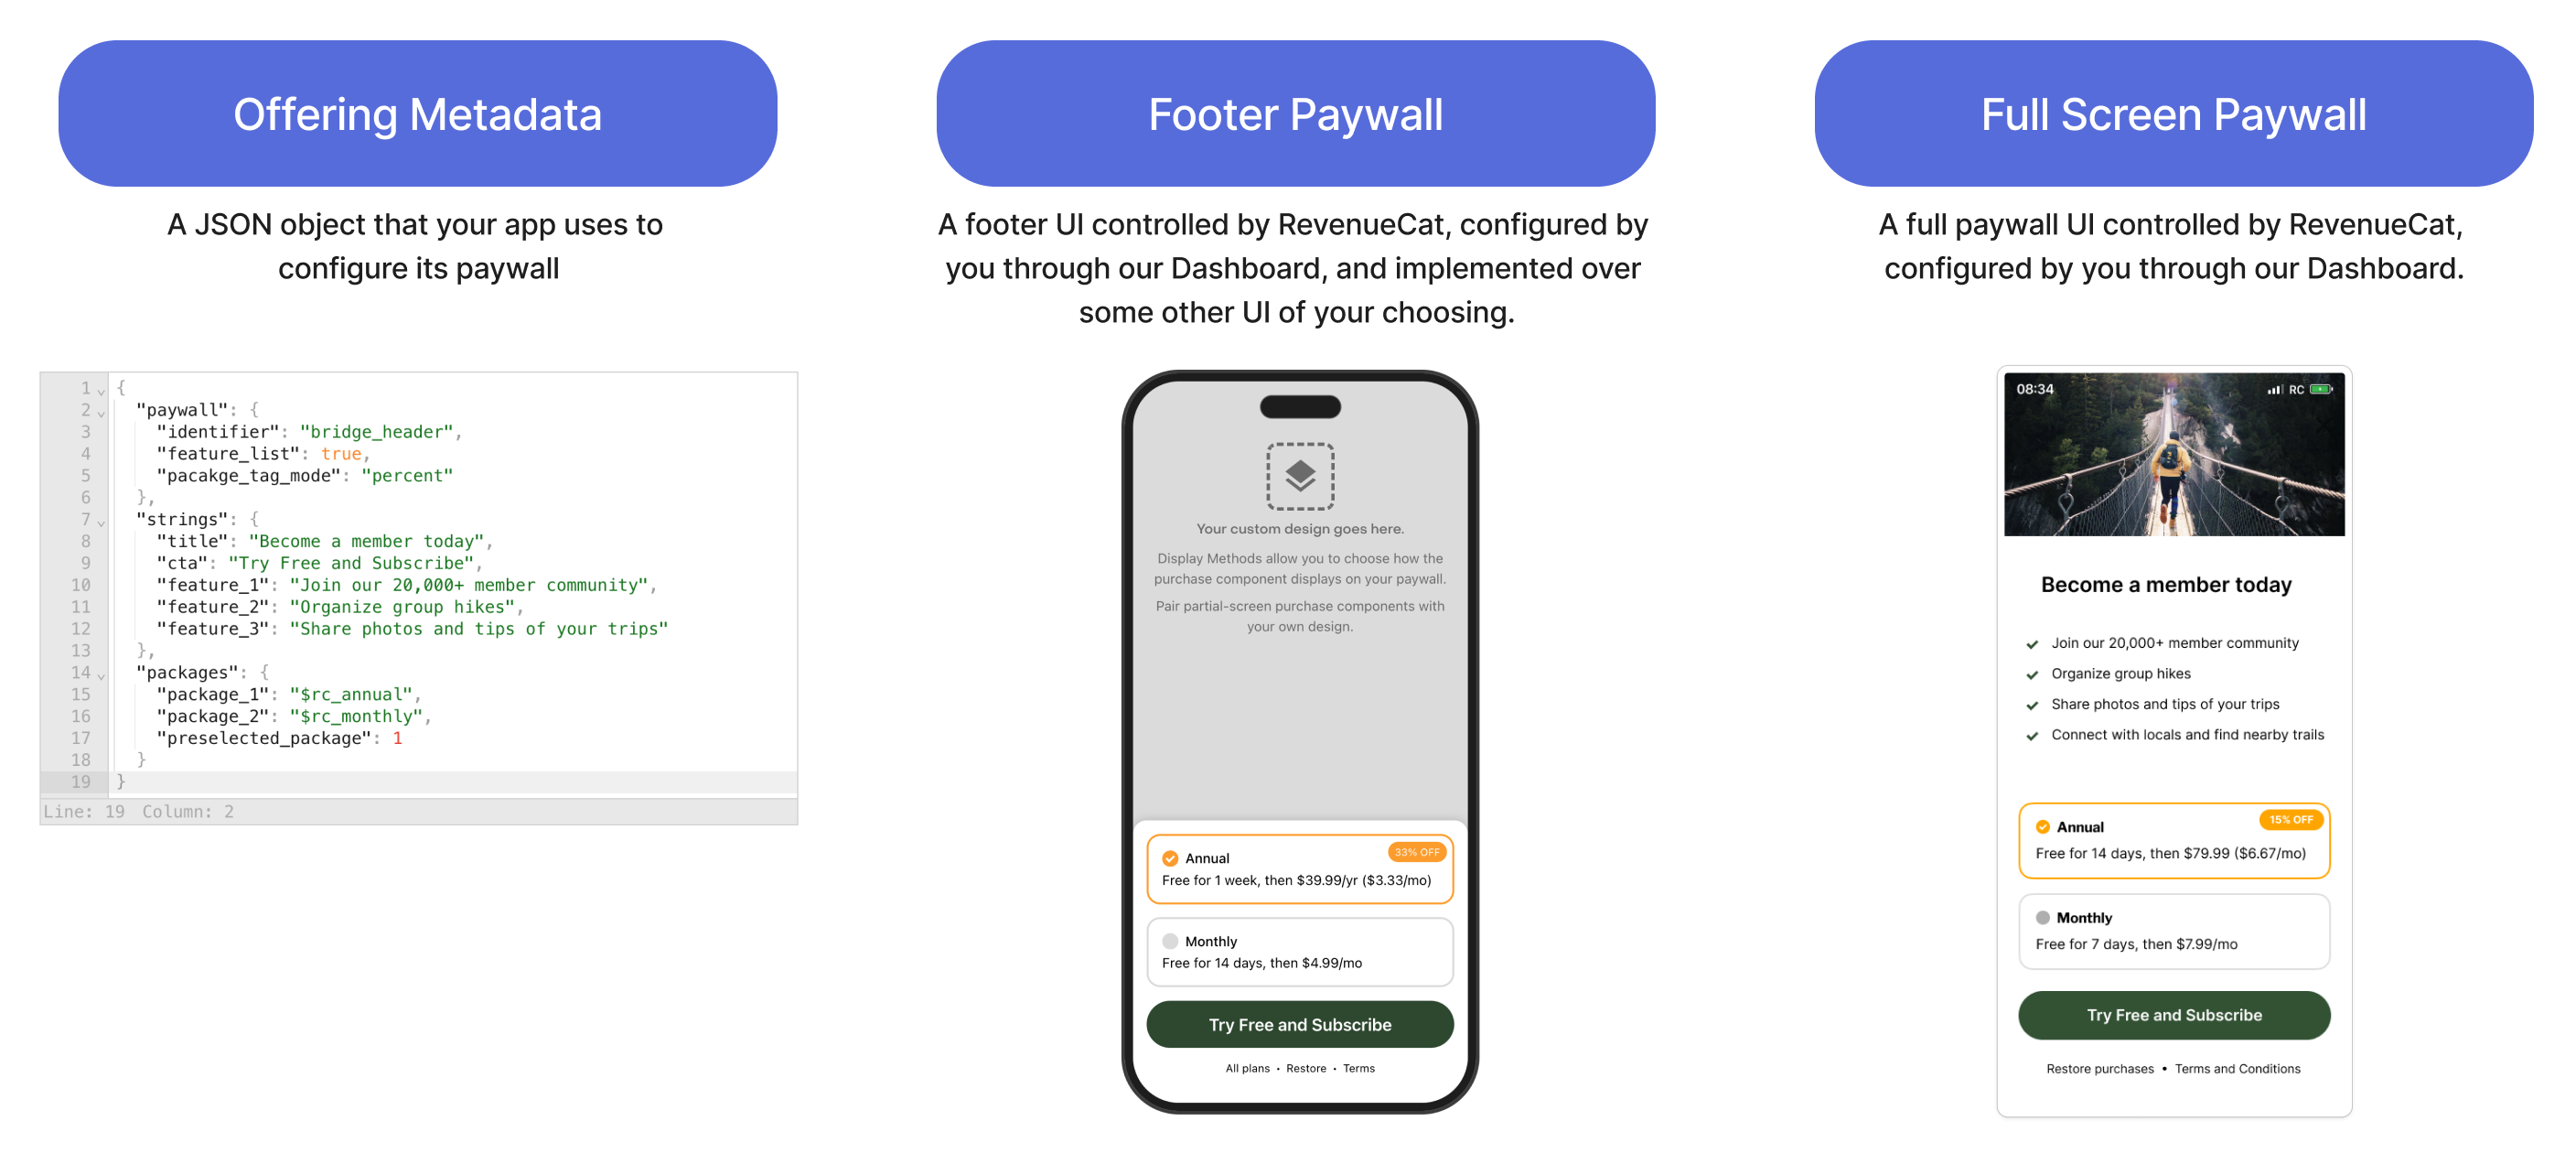 Offering Metadata
A JSON object that your app uses to
configure its paywall
1 {
2 "paywall": {
3 "identifier": "bridge_header",
4 "feature_list": true,
5 "pacakge_tag_mode": "percent"
6 },
7 "strings": {
8 "title": "Become a member today",
9 "cta": "Try Free and Subscribe",
10 "feature_1": "Join our 20,000+ member community",
11 "feature_2": "Organize group hikes",
12 "feature_3": "Share photos and tips of your trips"
13 },
14 "packages": {
15 "package_1": "$rc_annual",
16 "package_2": "$rc_monthly",
17 "preselected_package": 1
18 }
19 }
Line: 19 Column: 2
Footer Paywall
A footer UI controlled by RevenueCat, configured by
you through our Dashboard, and implemented over
some other UI of your choosing.
Your custom design goes here.
Display Methods allow you to choose how the
purchase component displays on your paywall.
Pair partial-screen purchase components with
your own design.
Annual 33% OFF
Free for 1 week, then $39.99/yr ($3.33/mo)
Monthly
Free for 14 days, then $4.99/mo
Try Free and Subscribe
All plans • Restore • Terms
Full Screen Paywall
A full paywall UI controlled by RevenueCat,
configured by you through our Dashboard.
08:34 RC
Become a member today
Join our 20,000+ member community
Organize group hikes
Share photos and tips of your trips
Connect with locals and find nearby trails
Annual 15% OFF
Free for 14 days, then $79.99 ($6.67/mo)
Monthly
Free for 7 days, then $7.99/mo
Try Free and Subscribe
Restore purchases • Terms and Conditions